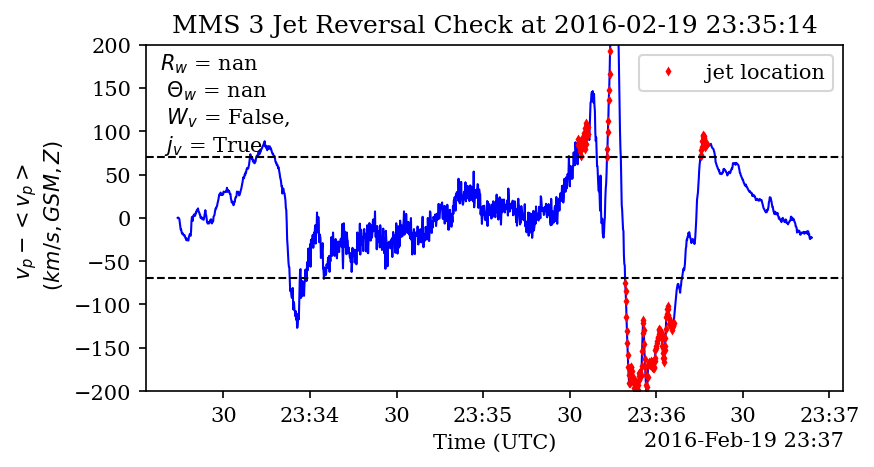 MMS 3 Jet Reversal Check at 2016-02-19 23:35:14
R_w = nan
Θ_w = nan
W_v = False,
j_v = True
jet location
v_p − < v_p >
(km/s, GSM, Z)
200
150
100
50
0
−50
−100
−150
−200
30 23:34 30 23:35 30 23:36 30 23:37
Time (UTC)
2016-Feb-19 23:37